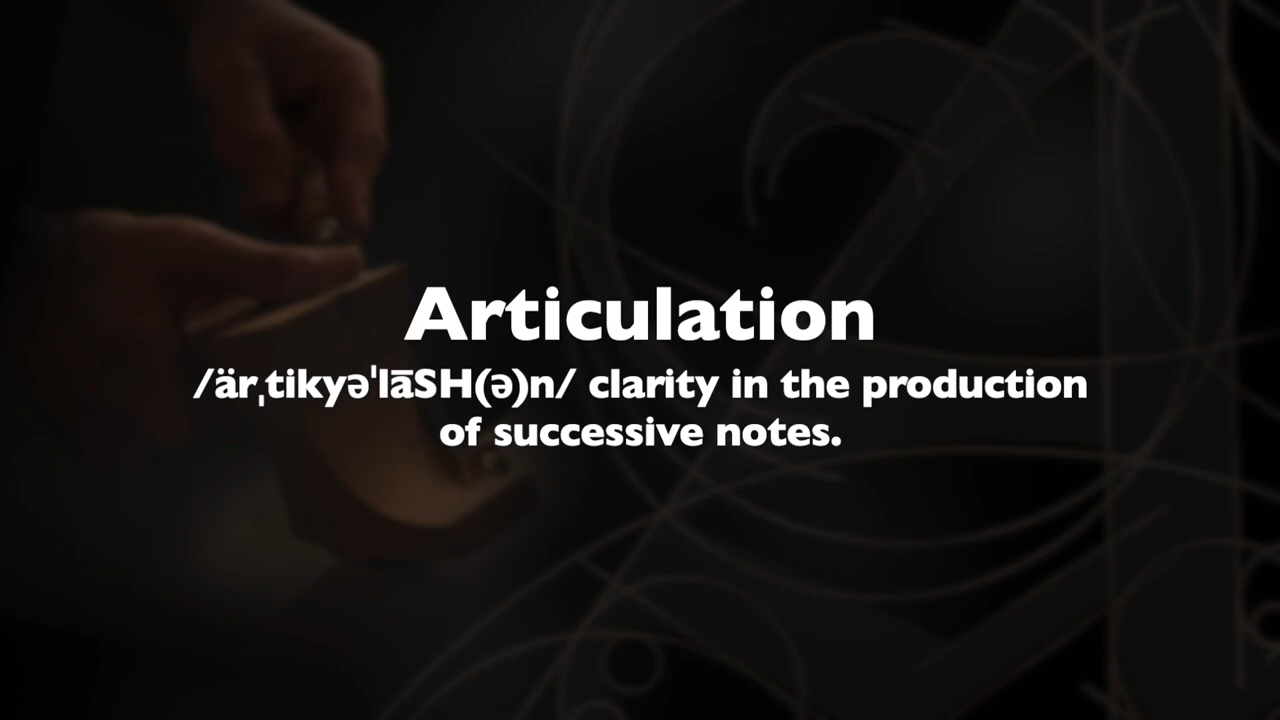 Articulation
/ärˌtikyəˈlāSH(ə)n/ clarity in the production
of successive notes.